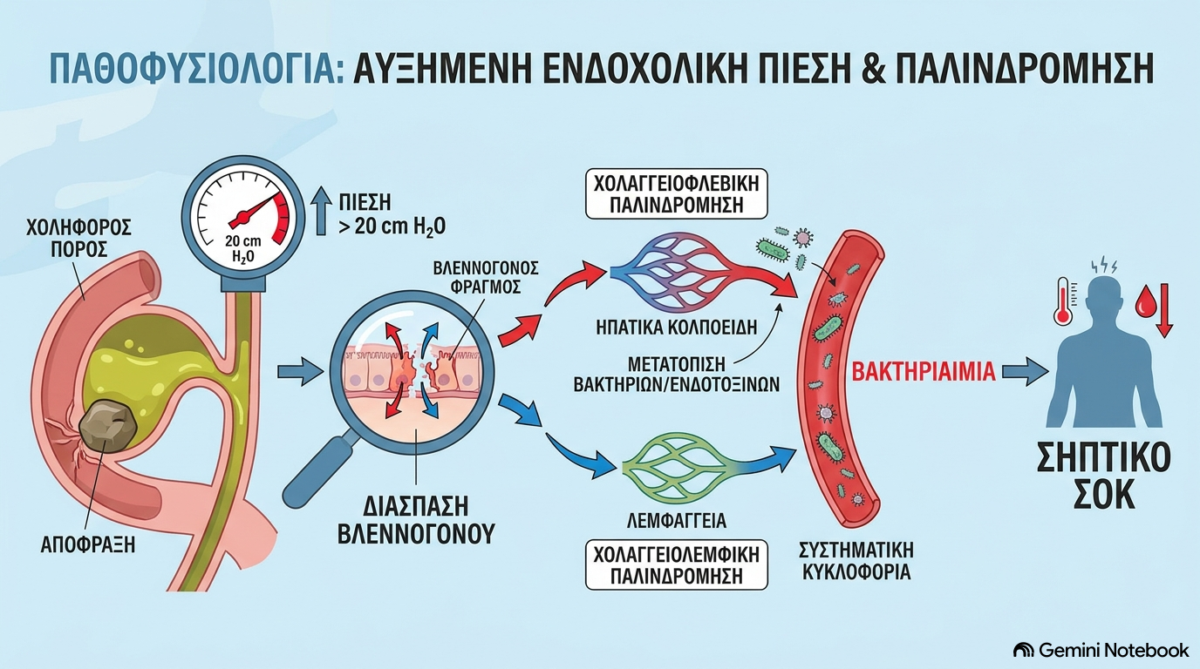 ΠΑΘΟΦΥΣΙΟΛΟΓΙΑ: ΑΥΞΗΜΕΝΗ ΕΝΔΟΧΟΛΙΚΗ ΠΙΕΣΗ & ΠΑΛΙΝΔΡΟΜΗΣΗ
ΧΟΛΗΦΟΡΟΣ
ΠΟΡΟΣ
20 cm
H₂O
ΠΙΕΣΗ
> 20 cm H₂O
ΒΛΕΝΝΟΓΟΝΟΣ
ΦΡΑΓΜΟΣ
ΑΠΟΦΡΑΞΗ
ΔΙΑΣΠΑΣΗ
ΒΛΕΝΝΟΓΟΝΟΥ
ΧΟΛΑΓΓΕΙΟΦΛΕΒΙΚΗ
ΠΑΛΙΝΔΡΟΜΗΣΗ
ΗΠΑΤΙΚΑ ΚΟΛΠΟΕΙΔΗ
ΜΕΤΑΤΟΠΙΣΗ
ΒΑΚΤΗΡΙΩΝ/ΕΝΔΟΤΟΞΙΝΩΝ
ΛΕΜΦΑΓΓΕΙΑ
ΧΟΛΑΓΓΕΙΟΛΕΜΦΙΚΗ
ΠΑΛΙΝΔΡΟΜΗΣΗ
ΣΥΣΤΗΜΑΤΙΚΗ
ΚΥΚΛΟΦΟΡΙΑ
ΒΑΚΤΗΡΙΑΙΜΙΑ
ΣΗΠΤΙΚΟ
ΣΟΚ
Gemini Notebook